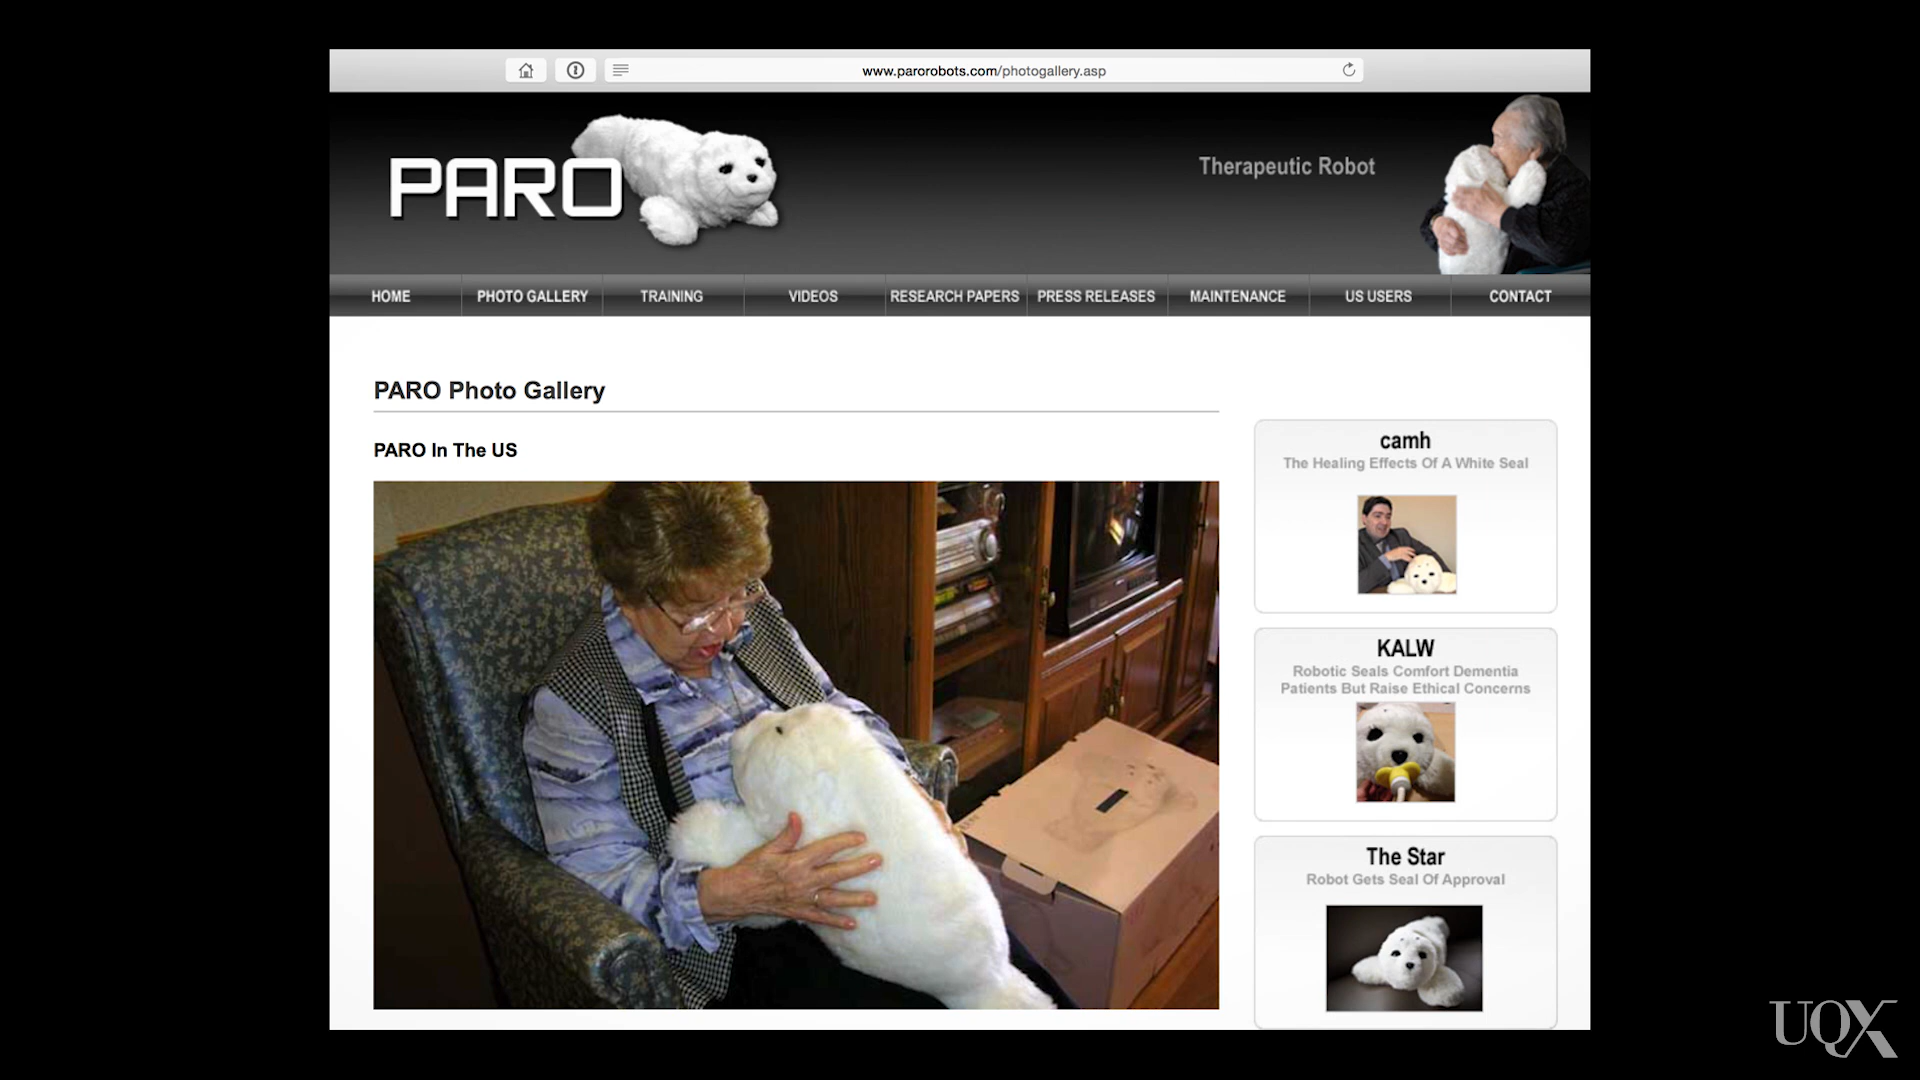 www.parorobots.com/photogallery.asp
PARO
Therapeutic Robot
HOME
PHOTO GALLERY
TRAINING
VIDEOS
RESEARCH PAPERS
PRESS RELEASES
MAINTENANCE
US USERS
CONTACT
PARO Photo Gallery
PARO In The US
camh
The Healing Effects Of A White Seal
KALW
Robotic Seals Comfort Dementia
Patients But Raise Ethical Concerns
The Star
Robot Gets Seal Of Approval
UQX